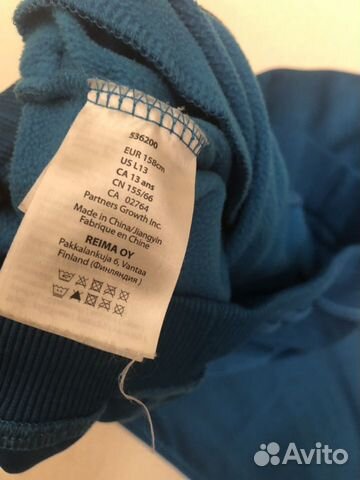 536200
EUR 158cm
US L13
CA 13 ans
CN 155/66
CA 02764
Partners Growth Inc.
Made in China/Jiangyin
Fabrique en Chine
REIMA OY
Pakkalankuja 6, Vantaa
Finland (Финляндия)
Avito